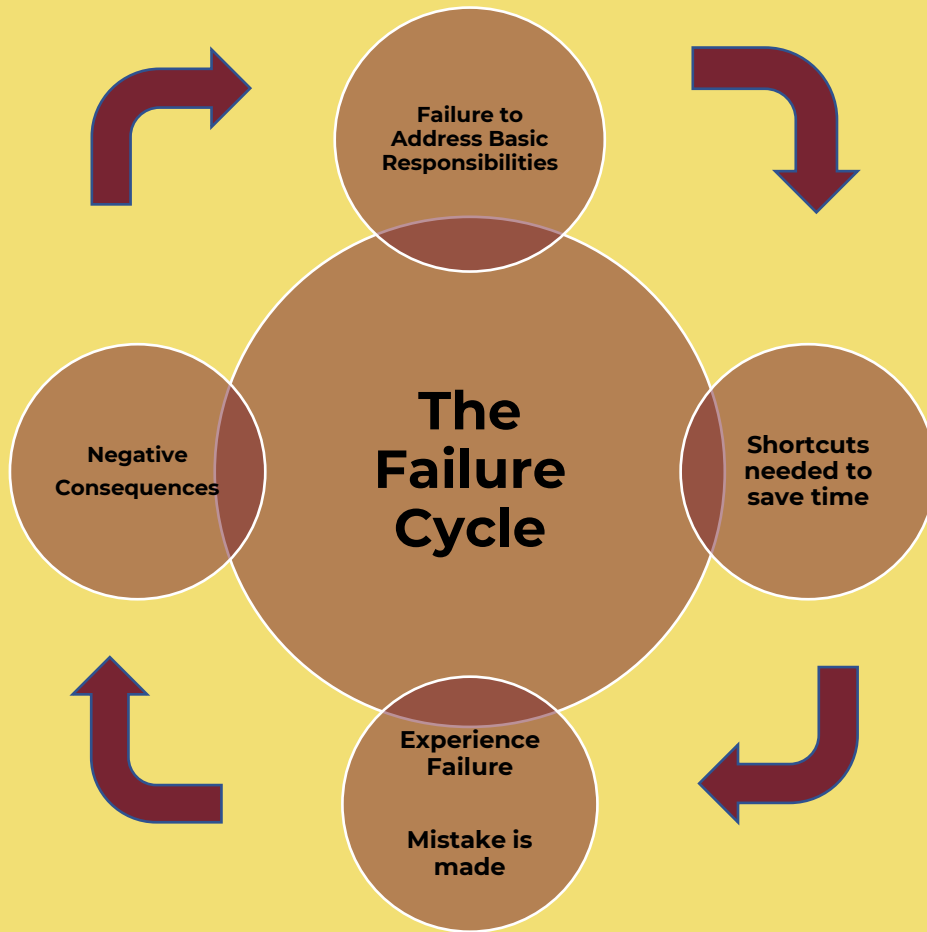 Failure to
Address Basic
Responsibilities
The
Failure
Cycle
Negative
Consequences
Shortcuts
needed to
save time
Experience
Failure
Mistake is
made